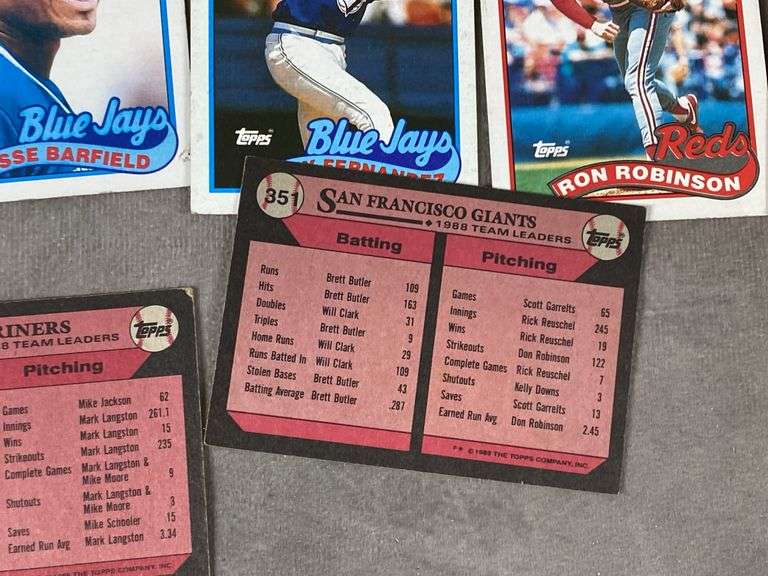 Blue Jays
SSE BARFIELD
topps
Blue Jays
FERNANDEZ
topps
Reds
RON ROBINSON
351
SAN FRANCISCO GIANTS
1988 TEAM LEADERS
topps
Batting
Runs Brett Butler 109
Hits Brett Butler 163
Doubles Will Clark 31
Triples Brett Butler 9
Home Runs Will Clark 29
Runs Batted In Will Clark 109
Stolen Bases Brett Butler 43
Batting Average Brett Butler .287
Pitching
Games Scott Garrelts 65
Innings Rick Reuschel 245
Wins Rick Reuschel 19
Strikeouts Don Robinson 122
Complete Games Rick Reuschel 7
Shutouts Kelly Downs 3
Saves Scott Garrelts 13
Earned Run Avg Don Robinson 2.45
© 1989 THE TOPPS COMPANY, INC.
RINERS
8 TEAM LEADERS
topps
Pitching
Games Mike Jackson 62
Innings Mark Langston 261.1
Wins Mark Langston 15
Strikeouts Mark Langston 235
Complete Games Mark Langston & Mike Moore 9
Shutouts Mark Langston & Mike Moore 3
Saves Mike Schooler 15
Earned Run Avg Mark Langston 3.34
THE TOPPS COMPANY, INC.